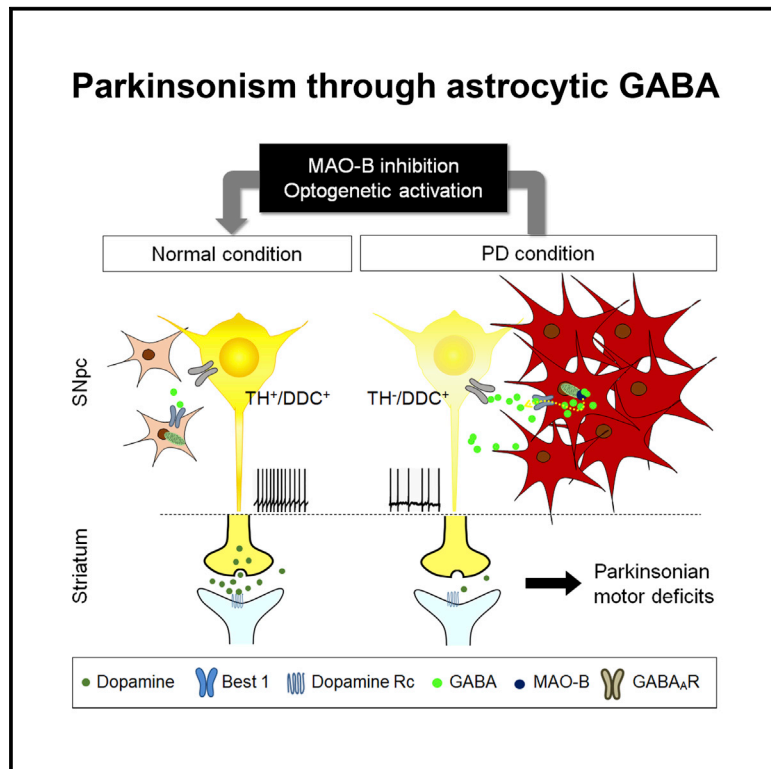 Parkinsonism through astrocytic GABA
MAO-B inhibition
Optogenetic activation
Normal condition
PD condition
SNpc
TH⁺/DDC⁺
TH⁻/DDC⁺
Striatum
Parkinsonian
motor deficits
Dopamine
Best 1
Dopamine Rc
GABA
MAO-B
GABA_AR